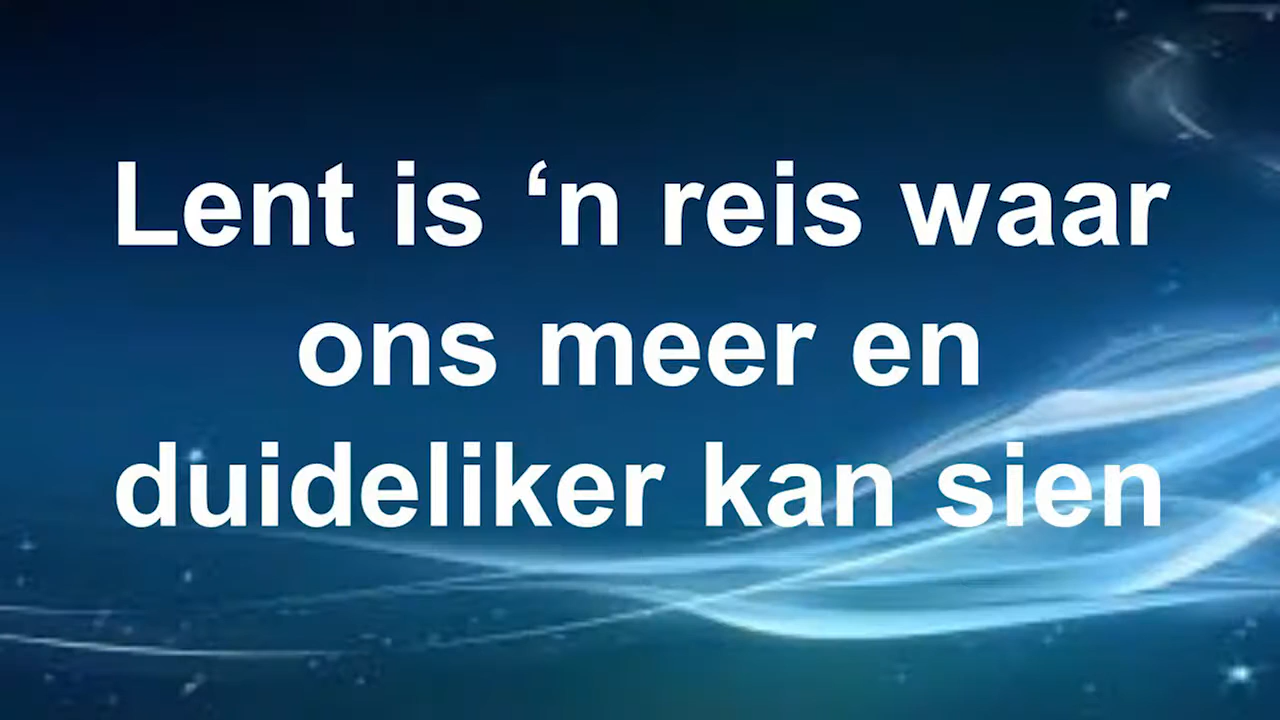 Lent is ‘n reis waar
ons meer en
duideliker kan sien